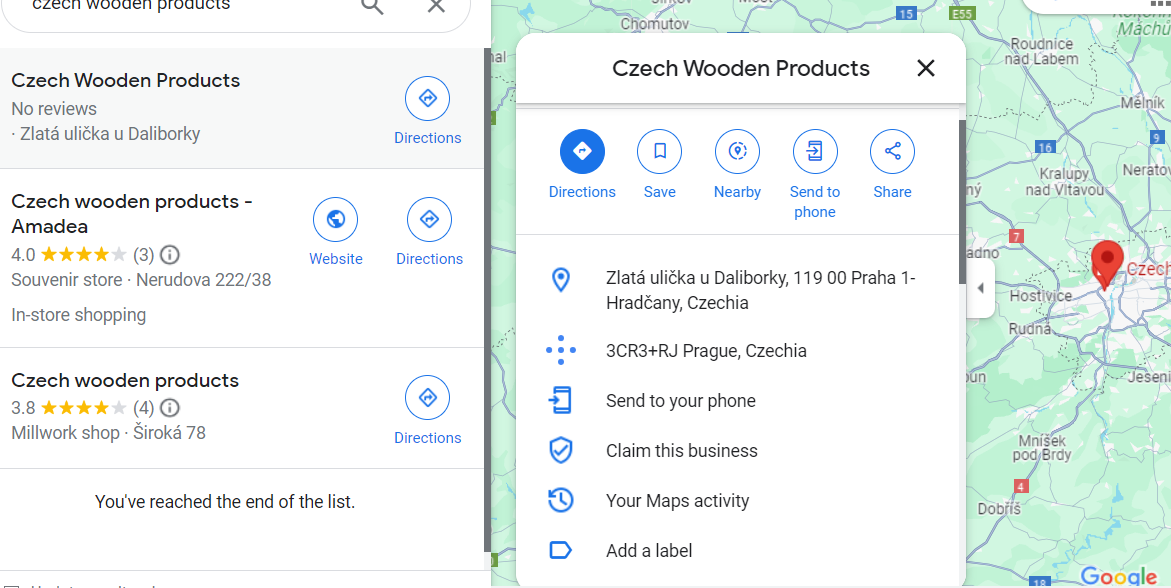 czech wooden products
Czech Wooden Products
No reviews
· Zlatá ulička u Daliborky
Directions
Czech wooden products -
Amadea
4.0
(3)
Souvenir store · Nerudova 222/38
In-store shopping
Website
Directions
Czech wooden products
3.8
(4)
Millwork shop · Široká 78
Directions
You've reached the end of the list.
Czech Wooden Products
Directions
Save
Nearby
Send to
phone
Share
Zlatá ulička u Daliborky, 119 00 Praha 1-
Hradčany, Czechia
3CR3+RJ Prague, Czechia
Send to your phone
Claim this business
Your Maps activity
Add a label
Chomutov
15
E55
Roudnice
nad Labem
Mělník
9
16
Kralupy
nad Vltavou
7
Czech
Hostivice
Rudná
Mníšek
pod Brdy
4
Dobříš
18
Google